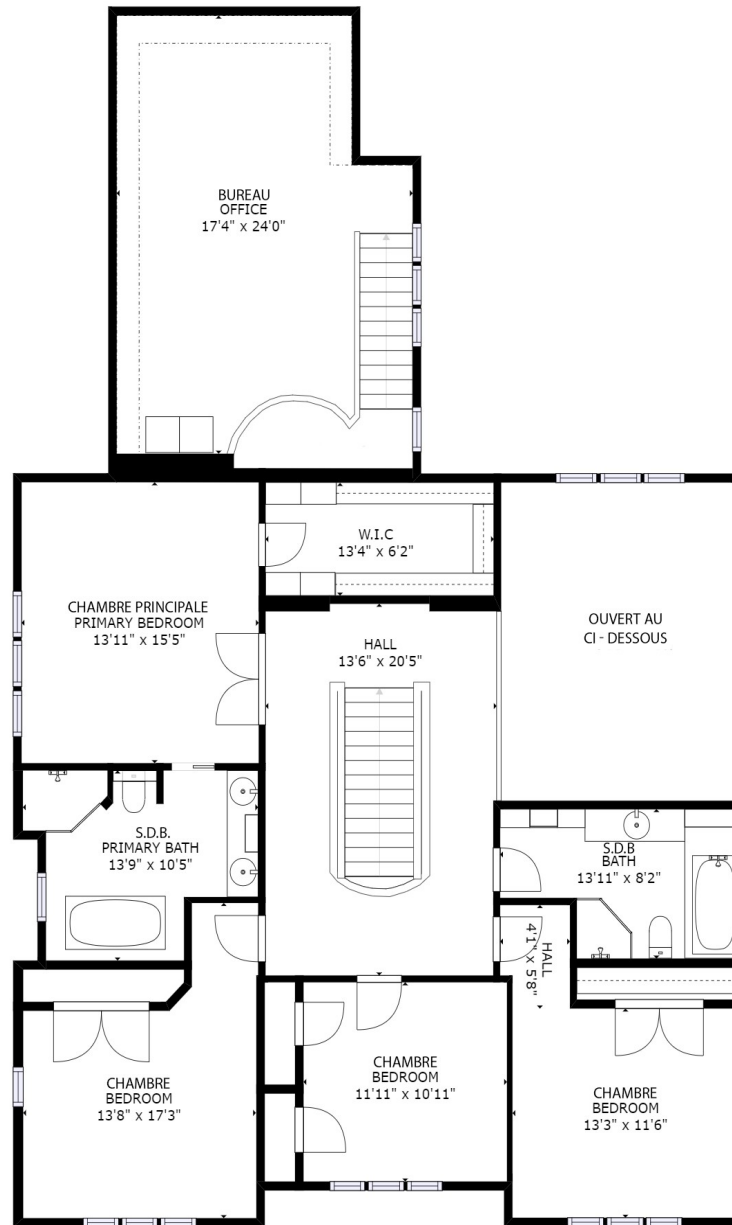 BUREAU
OFFICE
17'4" x 24'0"
W.I.C
13'4" x 6'2"
CHAMBRE PRINCIPALE
PRIMARY BEDROOM
13'11" x 15'5"
OUVERT AU
CI - DESSOUS
HALL
13'6" x 20'5"
S.D.B.
PRIMARY BATH
13'9" x 10'5"
S.D.B
BATH
13'11" x 8'2"
HALL
4'1" x 5'8"
CHAMBRE
BEDROOM
13'8" x 17'3"
CHAMBRE
BEDROOM
11'11" x 10'11"
CHAMBRE
BEDROOM
13'3" x 11'6"